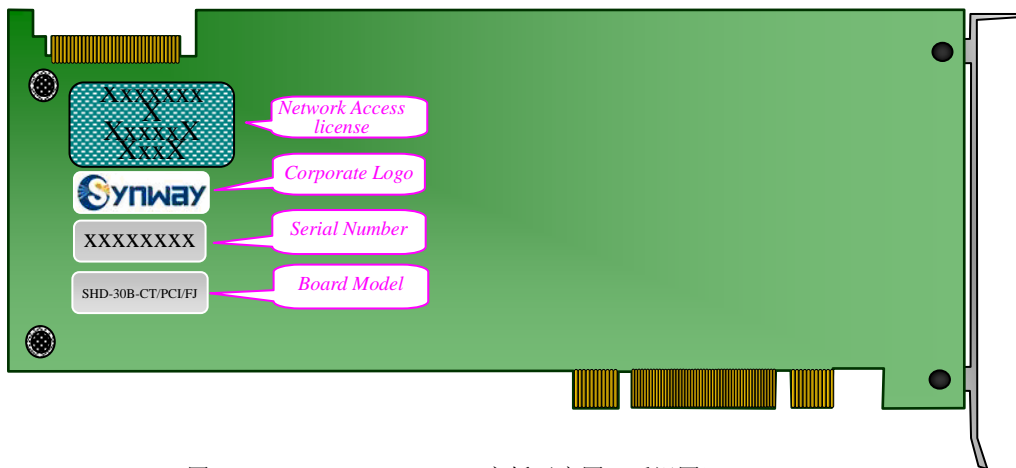 Xxxxxxx
X
XxxxxX
XxxX
Network Access
license
Synway
Corporate Logo
XXXXXXXX
Serial Number
SHD-30B-CT/PCI/FJ
Board Model